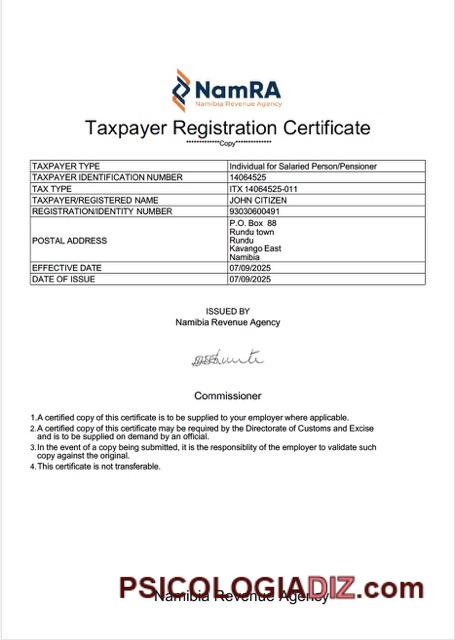 NamRA
Namibia Revenue Agency
Taxpayer Registration Certificate
*************Copy**************
TAXPAYER TYPE Individual for Salaried Person/Pensioner
TAXPAYER IDENTIFICATION NUMBER 14064525
TAX TYPE ITX 14064525-011
TAXPAYER/REGISTERED NAME JOHN CITIZEN
REGISTRATION/IDENTITY NUMBER 93030600491
POSTAL ADDRESS P.O. Box 88
Rundu town
Rundu
Kavango East
Namibia
EFFECTIVE DATE 07/09/2025
DATE OF ISSUE 07/09/2025
ISSUED BY
Namibia Revenue Agency
Commissioner
1.A certified copy of this certificate is to be supplied to your employer where applicable.
2.A certified copy of this certificate may be required by the Directorate of Customs and Excise
and is to be supplied on demand by an official.
3.In the event of a copy being submitted, it is the responsiblity of the employer to validate such
copy against the original.
4.This certificate is not transferable.
PSICOLOGIADIZ.com
Namibia Revenue Agency